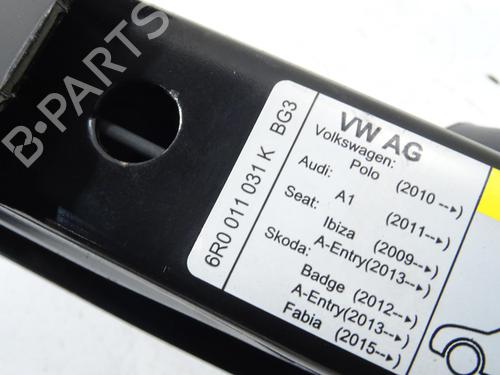 6R0 011 031 K BG3
VW AG
Volkswagen:
Polo (2010--►)
Audi:
A1 (2011--►)
Seat:
Ibiza (2009--►)
A-Entry(2013--►)
Skoda:
Badge (2012--►)
A-Entry(2013--►)
Fabia (2015--►)
B-PARTS